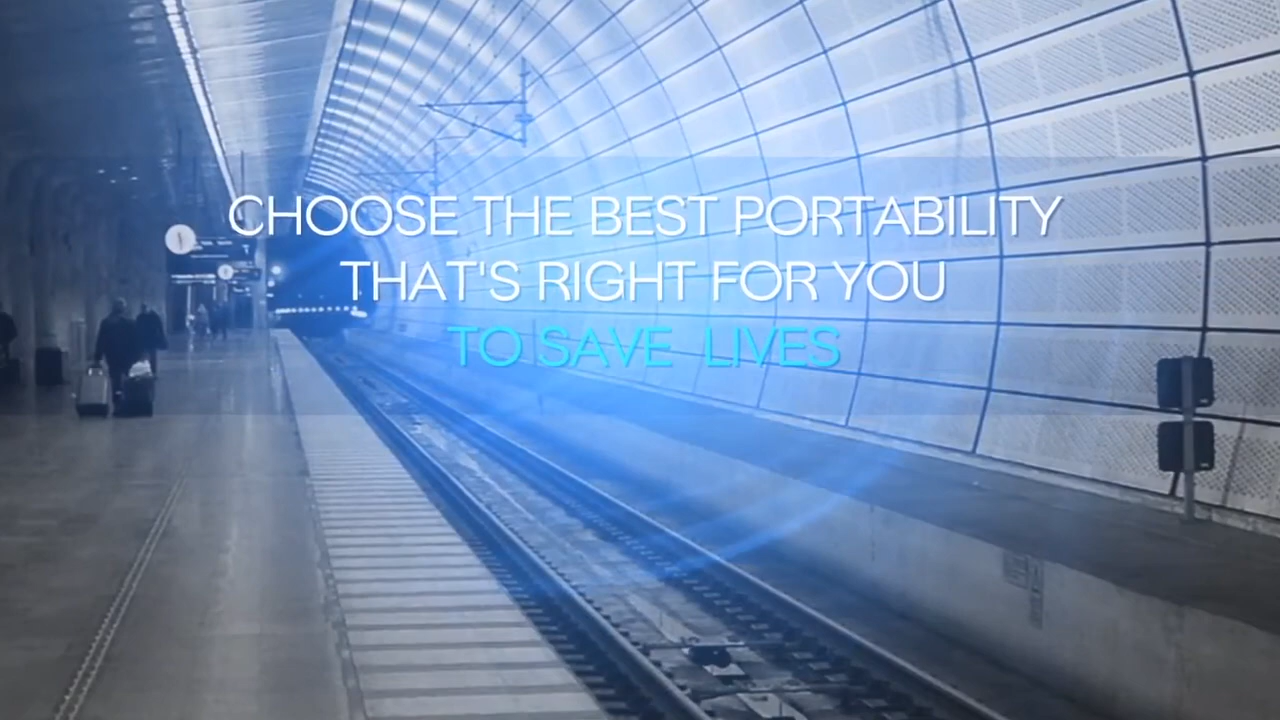 CHOOSE THE BEST PORTABILITY
THAT'S RIGHT FOR YOU
TO SAVE LIVES